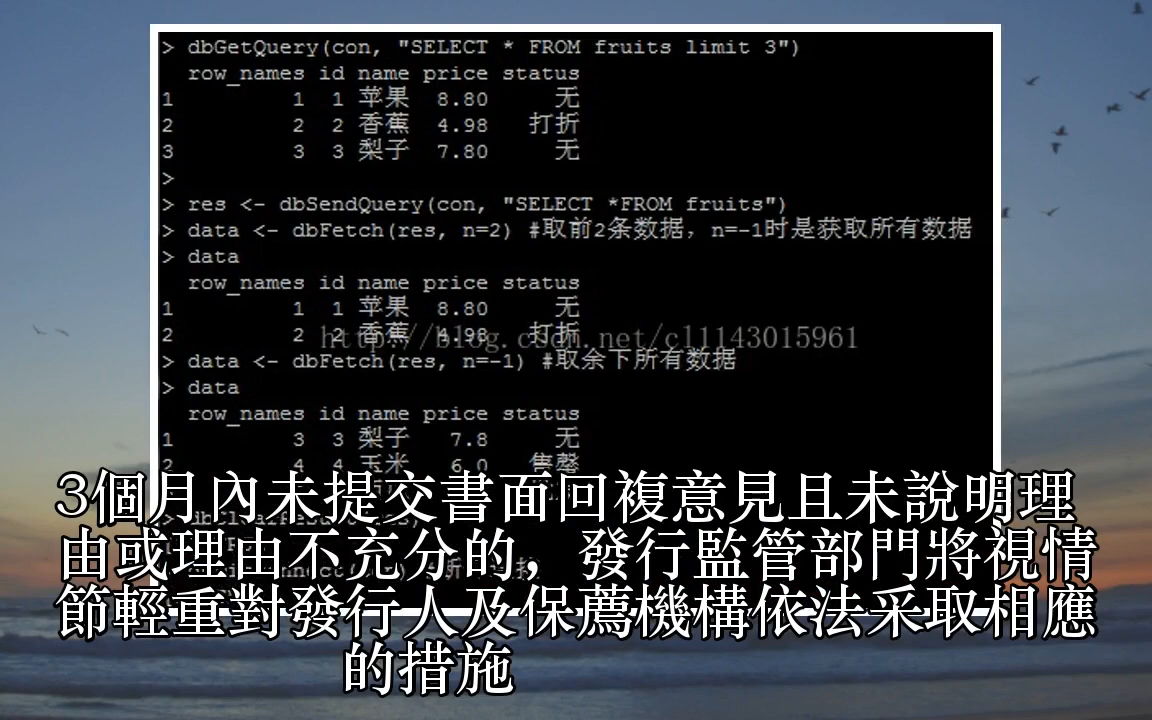 > dbGetQuery(con, "SELECT * FROM fruits limit 3")
row_names id name price status
1 1 1 苹果 8.80 无
2 2 2 香蕉 4.98 打折
3 3 3 梨子 7.80 无
>
> res <- dbSendQuery(con, "SELECT *FROM fruits")
> data <- dbFetch(res, n=2) #取前2条数据，n=-1时是获取所有数据
> data
row_names id name price status
1 1 1 苹果 8.80 无
2 2 2 香蕉 4.98 打折
http://blog.csdn.net/cl1143015961
> data <- dbFetch(res, n=-1) #取余下所有数据
> data
row_names id name price status
1 3 3 梨子 7.8 无
2 4 4 玉米 6.0 售罄
3個月內未提交書面回複意見且未說明理
由或理由不充分的，發行監管部門將視情
節輕重對發行人及保薦機構依法采取相應
的措施